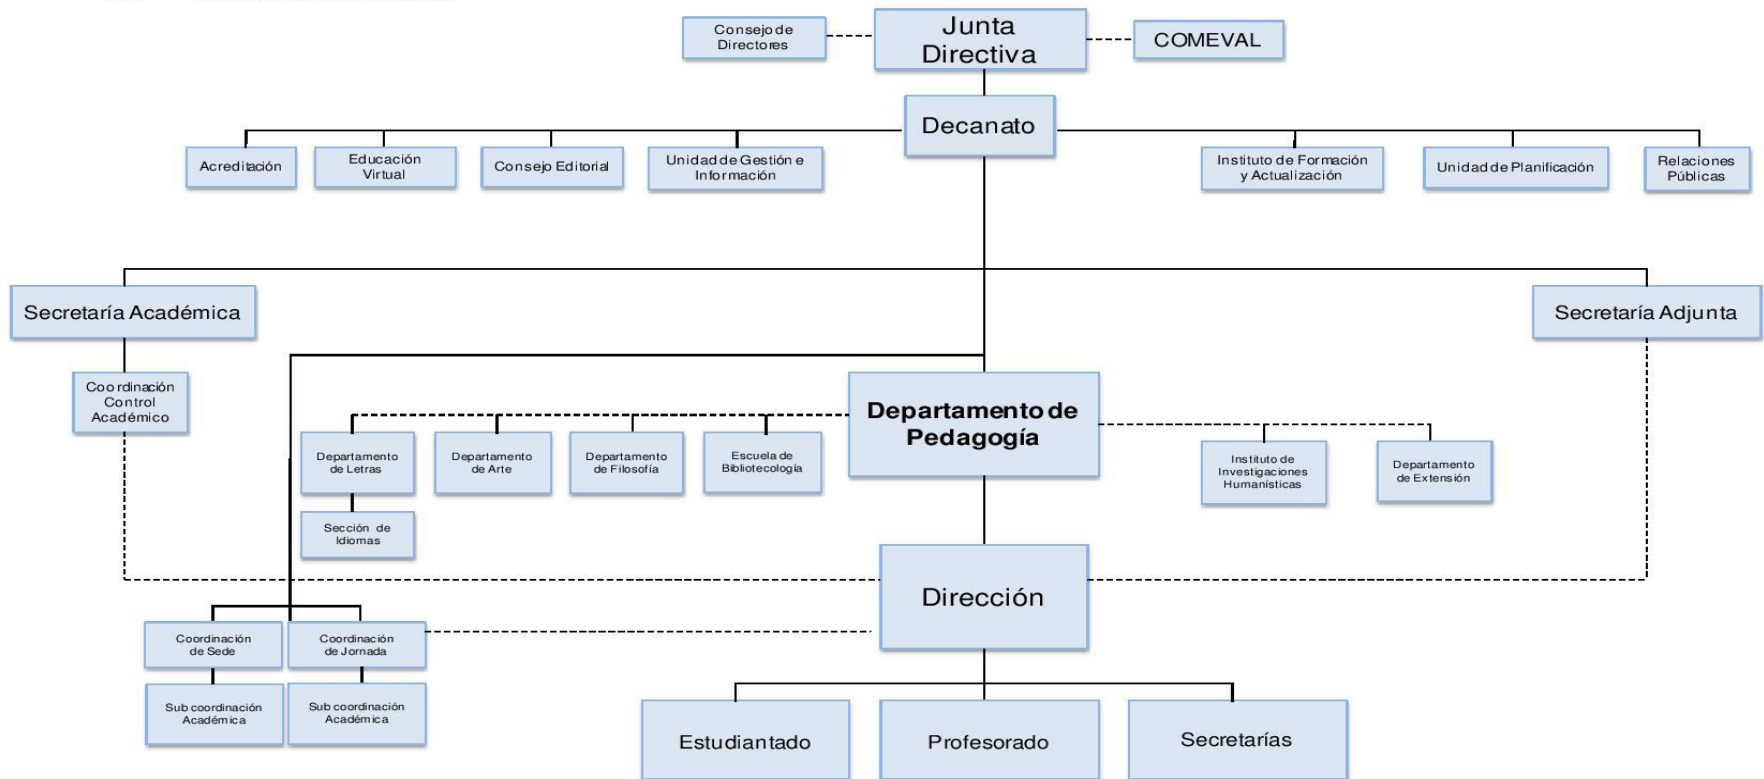 Consejo de
Directores
Junta
Directiva
COMEVAL
Decanato
Acreditación
Educación
Virtual
Consejo Editorial
Unidad de Gestión e
Información
Instituto de Formación
y Actualización
Unidad de Planificación
Relaciones
Públicas
Secretaría Académica
Secretaría Adjunta
Coordinación
Control
Académico
Departamento de
Pedagogía
Departamento
de Letras
Departamento
de Arte
Departamento
de Filosofía
Escuela de
Bibliotecología
Instituto de
Investigaciones
Humanísticas
Departamento
de Extensión
Sección de
Idiomas
Dirección
Coordinación
de Sede
Coordinación
de Jornada
Sub coordinación
Académica
Sub coordinación
Académica
Estudiantado
Profesorado
Secretarías